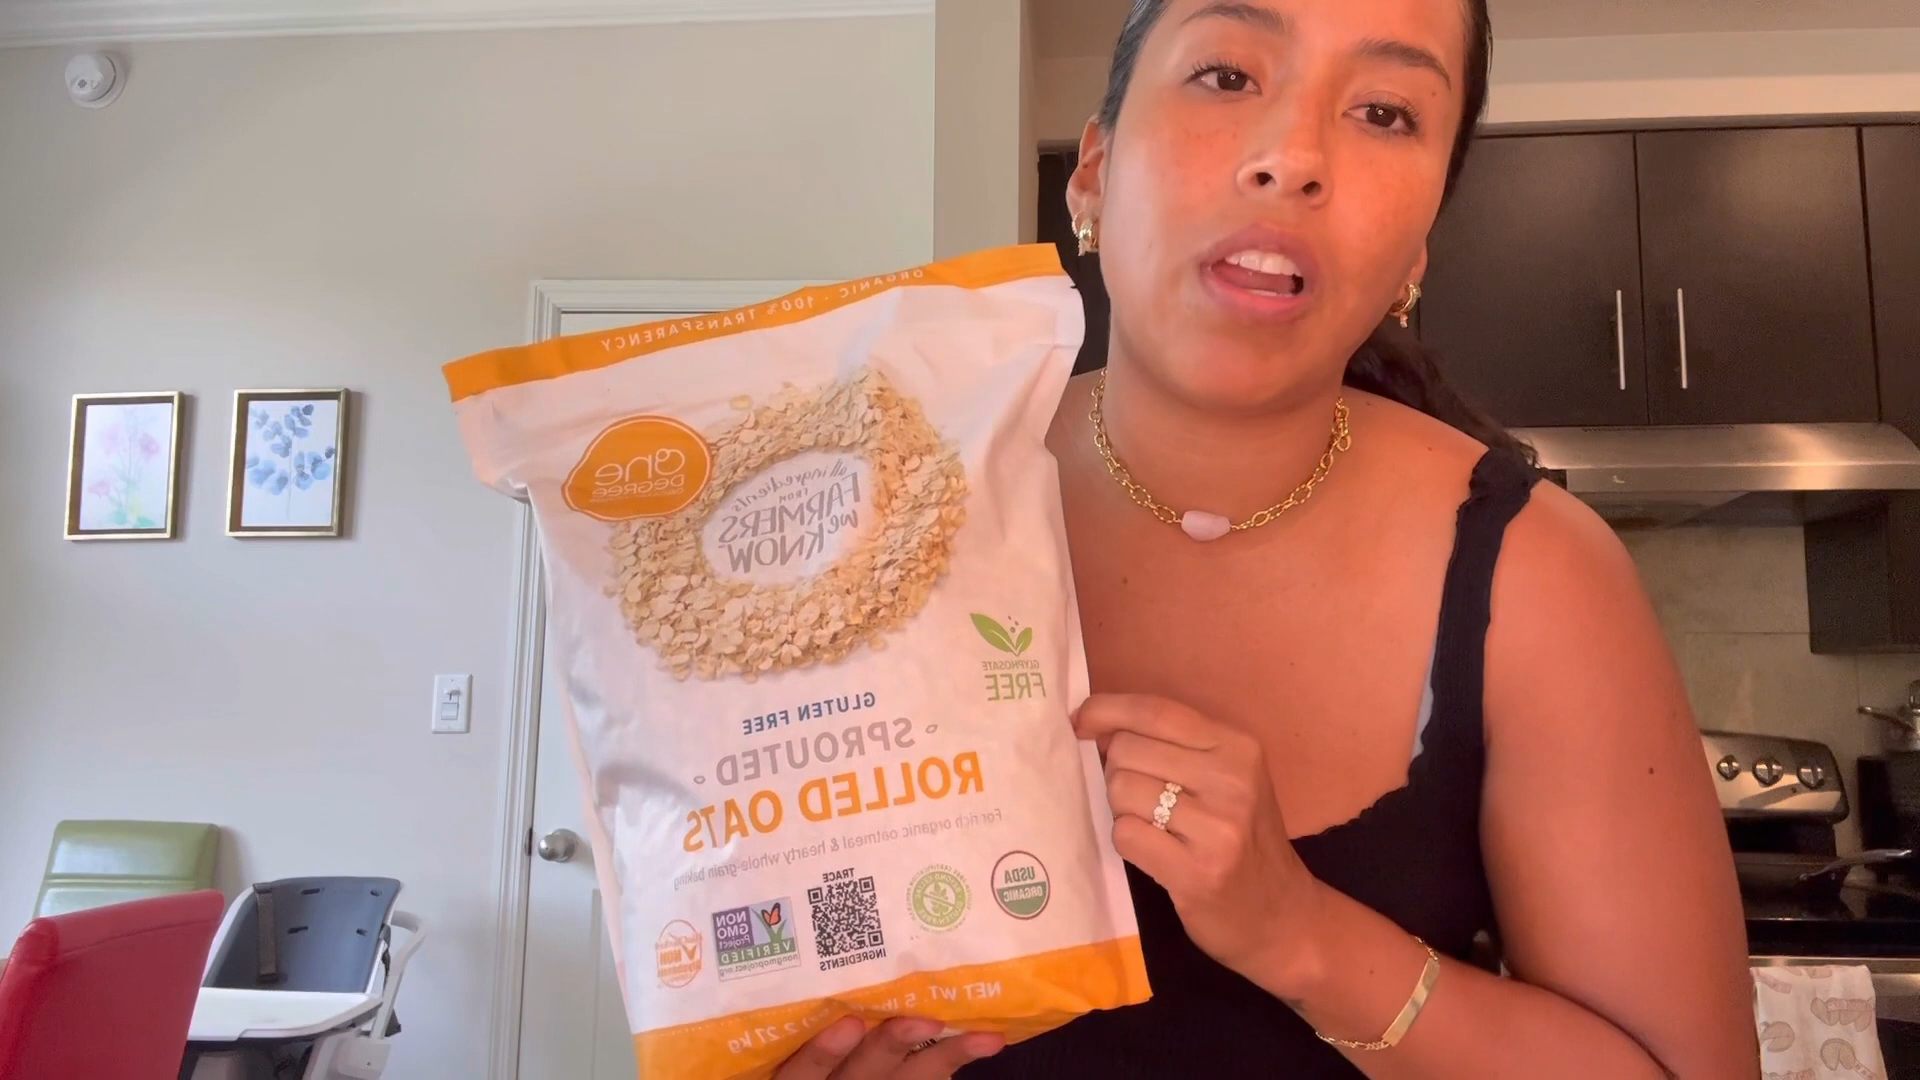 ORGANIC · 100% TRANSPARENCY
one
DEGREE
all ingredients
FROM
FARMERS
we
KNOW
GLYPHOSATE
FREE
GLUTEN FREE
SPROUTED
ROLLED OATS
For rich organic oatmeal & hearty whole-grain baking
USDA
ORGANIC
TRACE
INGREDIENTS
NON
GMO
Project
VERIFIED
nongmoproject.org
NET WT. 5 lbs 2.27 kg